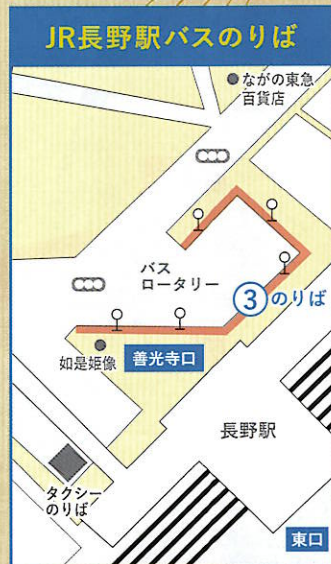 JR長野駅バスのりば
ながの東急
百貨店
バス
ロータリー
③のりば
如是姫像
善光寺口
長野駅
タクシー
のりば
東口